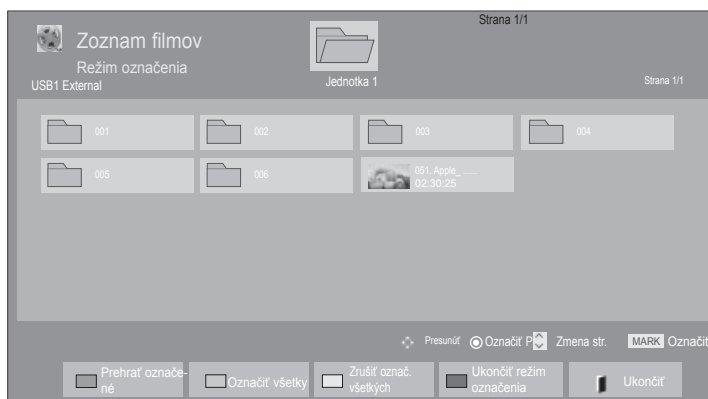 Strana 1/1
Zoznam filmov
Režim označenia
USB1 External
Jednotka 1
Strana 1/1
001
002
003
004
005
006
051. Apple_ ......
02:30:25
Presunúť
Označiť
P
Zmena str.
MARK
Označiť
Prehrať označe-
né
Označiť všetky
Zrušiť označ.
všetkých
Ukončiť režim
označenia
Ukončiť